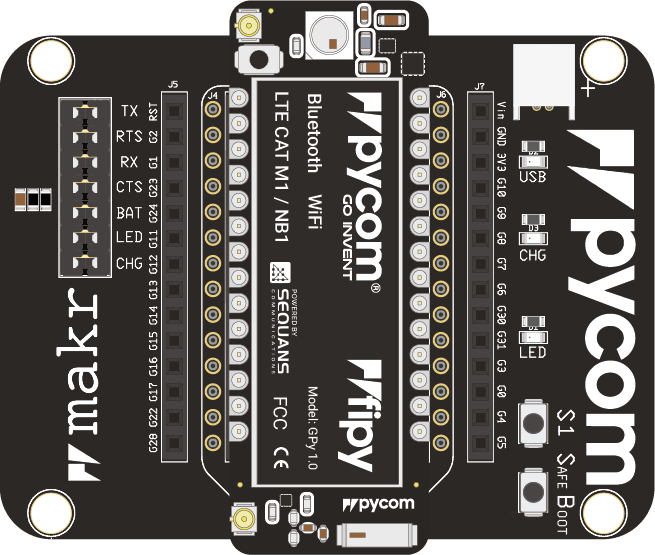 J5
J4
J6
J7
TX
RTS
RX
CTS
BAT
LED
CHG
RST
G2
G1
G23
G24
G11
G12
G13
G14
G15
G16
G17
G22
G28
makr
LTE CAT M1 / NB1
Bluetooth WiFi
pycom
GO INVENT
®
POWERED BY
SEQUANS
COMMUNICATIONS
FCC CE
Model: GPy 1.0
fipy
pycom
Vin
GND
3V3
G10
G9
G8
G7
G6
G30
G31
G3
G0
G4
G5
+
D2
USB
D3
CHG
D2
LED
S1
SAFE BOOT
pycom